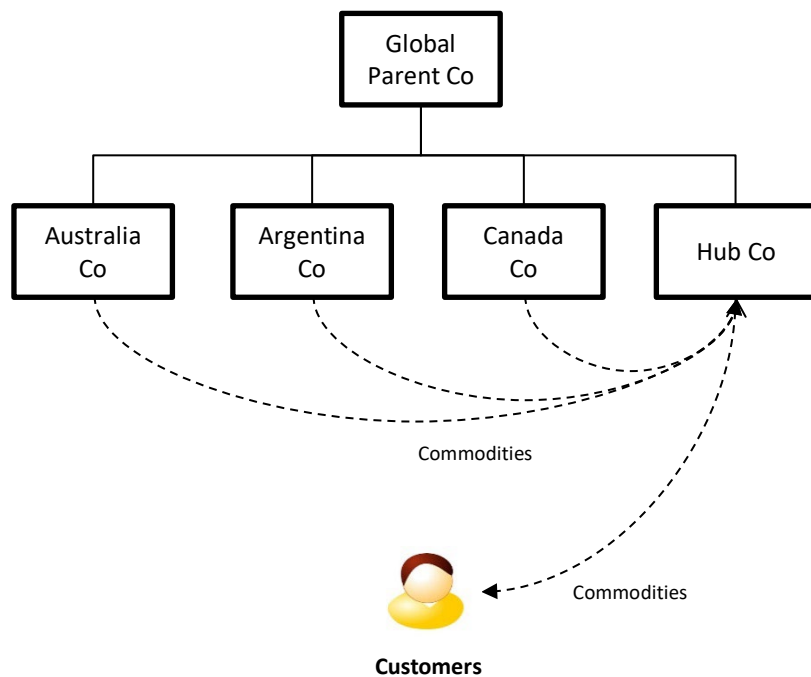 Global
Parent Co
Australia
Co
Argentina
Co
Canada
Co
Hub Co
Commodities
Commodities
Customers